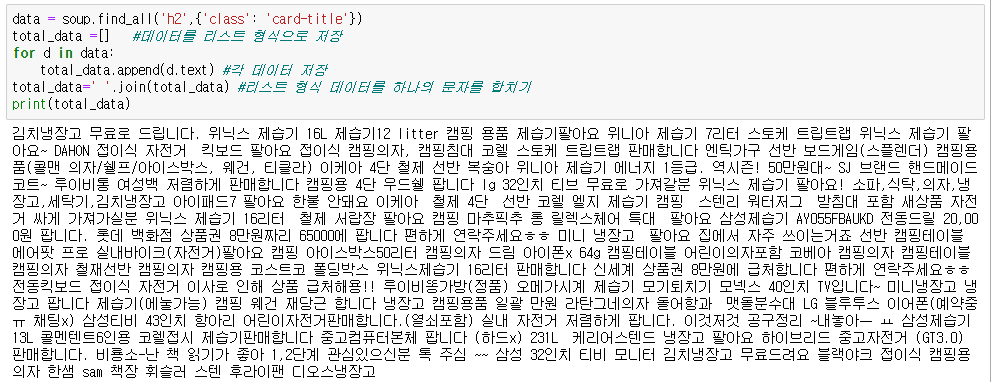 data = soup.find_all('h2',{'class': 'card-title'})
total_data =[]   #데이터를 리스트 형식으로 저장
for d in data:
    total_data.append(d.text) #각 데이터 저장
total_data=' '.join(total_data) #리스트 형식 데이터를 하나의 문자를 합치기
print(total_data)
김치냉장고 무료로 드립니다. 위닉스 제습기 16L 제습기12 litter 캠핑 용품 제습기팔아요 위니아 제습기 7리터 스토케 트립트랩 위닉스 제습기 팔
아요~ DAHON 접이식 자전거  킥보드 팔아요 접이식 캠핑의자, 캠핑침대 코렐 스토케 트립트랩 판매합니다 엔틱가구 선반 보드게임(스플렌더) 캠핑용
품(콜맨 의자/쉘프/아이스박스, 웨건, 티클라) 이케아 4단 철제 선반 복숭아 위니아 제습기 에너지 1등급. 역시즌! 50만원대~ SJ 브랜드 핸드메이드
코트~ 루이비통 여성백 저렴하게 판매합니다 캠핑용 4단 우드쉘 팝니다 lg 32인치 티브 무료로 가져갈분 위닉스 제습기 팔아요! 소파,식탁,의자,냉
장고,세탁기,김치냉장고 아이패드7 팔아요 한불 안돼요 이케아  철제 4단  선반 코렐 엘지 제습기 캠핑  스텐리 워터저그  받침대 포함 새상품 자전
거 싸게 가져가실분 위닉스 제습기 16리터  철제 서랍장 팔아요 캠핑 마추픽추 롱 릴렉스체어 특대  팔아요 삼성제습기 AY055FBAUKD 전동드릴 20,00
0원 팝니다. 롯데 백화점 상품권 8만원짜리 65000에 팝니다 편하게 연락주세요ㅎㅎ 미니 냉장고  팔아요 집에서 자주 쓰이는거죠 선반 캠핑테이블
에어팟 프로 실내바이크(자전거)팔아요 캠핑 아이스박스50리터 캠핑의자 드림 아이폰x 64g 캠핑테이블 어린이의자포함 코베아 캠핑의자 캠핑테이블
캠핑의자 철재선반 캠핑의자 캠핑용 코스트코 폴딩박스 위닉스제습기 16리터 판매합니다 신세계 상품권 8만원에 급처합니다 편하게 연락주세요ㅎㅎ
전동킥보드 접이식 자전거 이사로 인해 상품 급처해용!! 루이비똥가방(정품) 오메가시계 제습기 모기퇴치기 모넥스 40인치 TV입니다~ 미니냉장고 냉
장고 팝니다 제습기(에눌가능) 캠핑 웨건 재당근 합니다 냉장고 캠핑용품 일괄 만원 라탄그네의자 돌어항과  맷돌분수대 LG 블루투스 이어폰(예약중
ㅠ 채팅x) 삼성티비 43인치 항아리 어린이자전거판매합니다.(열쇠포함) 실내 자전거 저렴하게 팝니다. 이것저것 공구정리 ~내놓아ㅡ ㅛ 삼성제습기
13L 콜멘텐트6인용 코렐접시 제습기판매합니다 중고컴퓨터본체 팝니다 (하드x) 231L  케리어스텐드 냉장고 팔아요 하이브리드 중고자전거 (GT3.0)
판매합니다. 비룡소-난 책 읽기가 좋아 1,2단계 관심있으신분 톡 주심 ~~ 삼성 32인치 티비 모니터 김치냉장고 무료드려요 블랙야크 접이식 캠핑용
의자 한샘 sam 책장 휘슬러 스텐 후라이팬 디오스냉장고